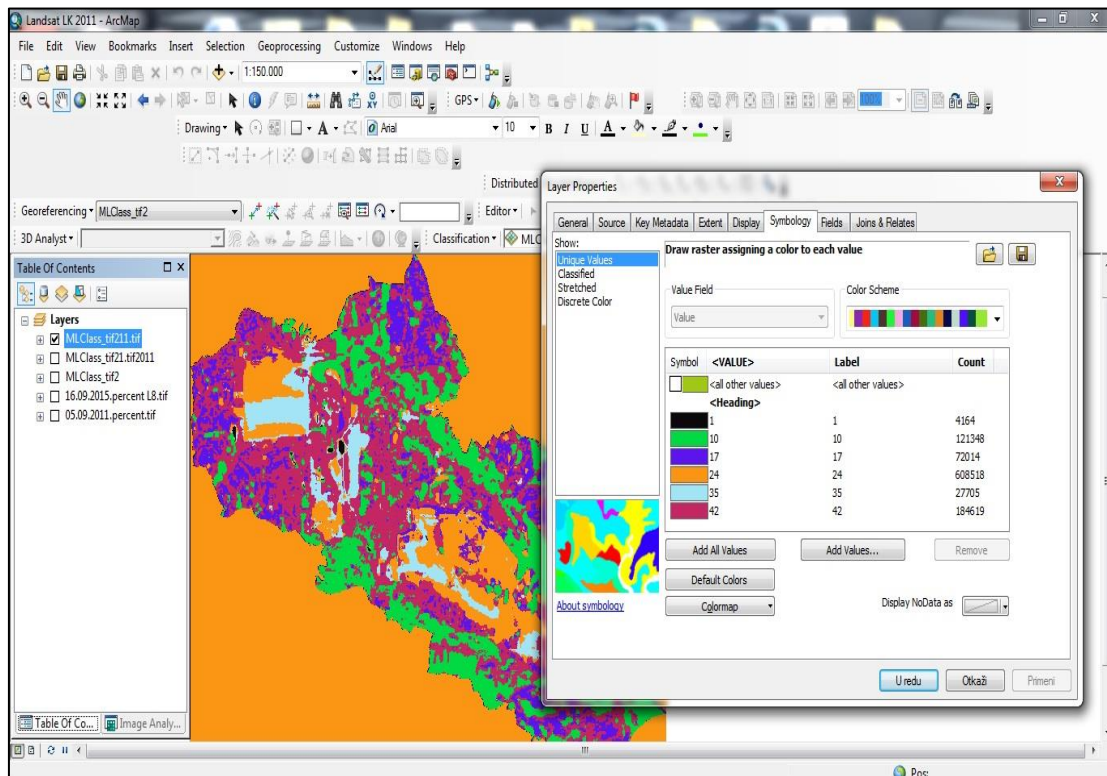 Landsat LK 2011 - ArcMap
File Edit View Bookmarks Insert Selection Geoprocessing Customize Windows Help
1:150.000
GPS
100%
Drawing Arial 10 B I U A
Distributed
Georeferencing MLClass_tif2 Editor
3D Analyst Classification MLC
Table Of Contents
Layers
MLClass_tif211.tif
MLClass_tif21.tif2011
MLClass_tif2
16.09.2015.percent L8.tif
05.09.2011.percent.tif
Table Of Co... Image Analy...
Layer Properties
General Source Key Metadata Extent Display Symbology Fields Joins & Relates
Show:
Unique Values
Classified
Stretched
Discrete Color
About symbology
Draw raster assigning a color to each value
Value Field Color Scheme
Value
Symbol <VALUE> Label Count
<all other values> <all other values>
<Heading>
1 1 4164
10 10 121348
17 17 72014
24 24 608518
35 35 27705
42 42 184619
Add All Values Add Values... Remove
Default Colors
Colormap Display NoData as
U redu Otkaži Primeni
Pos: